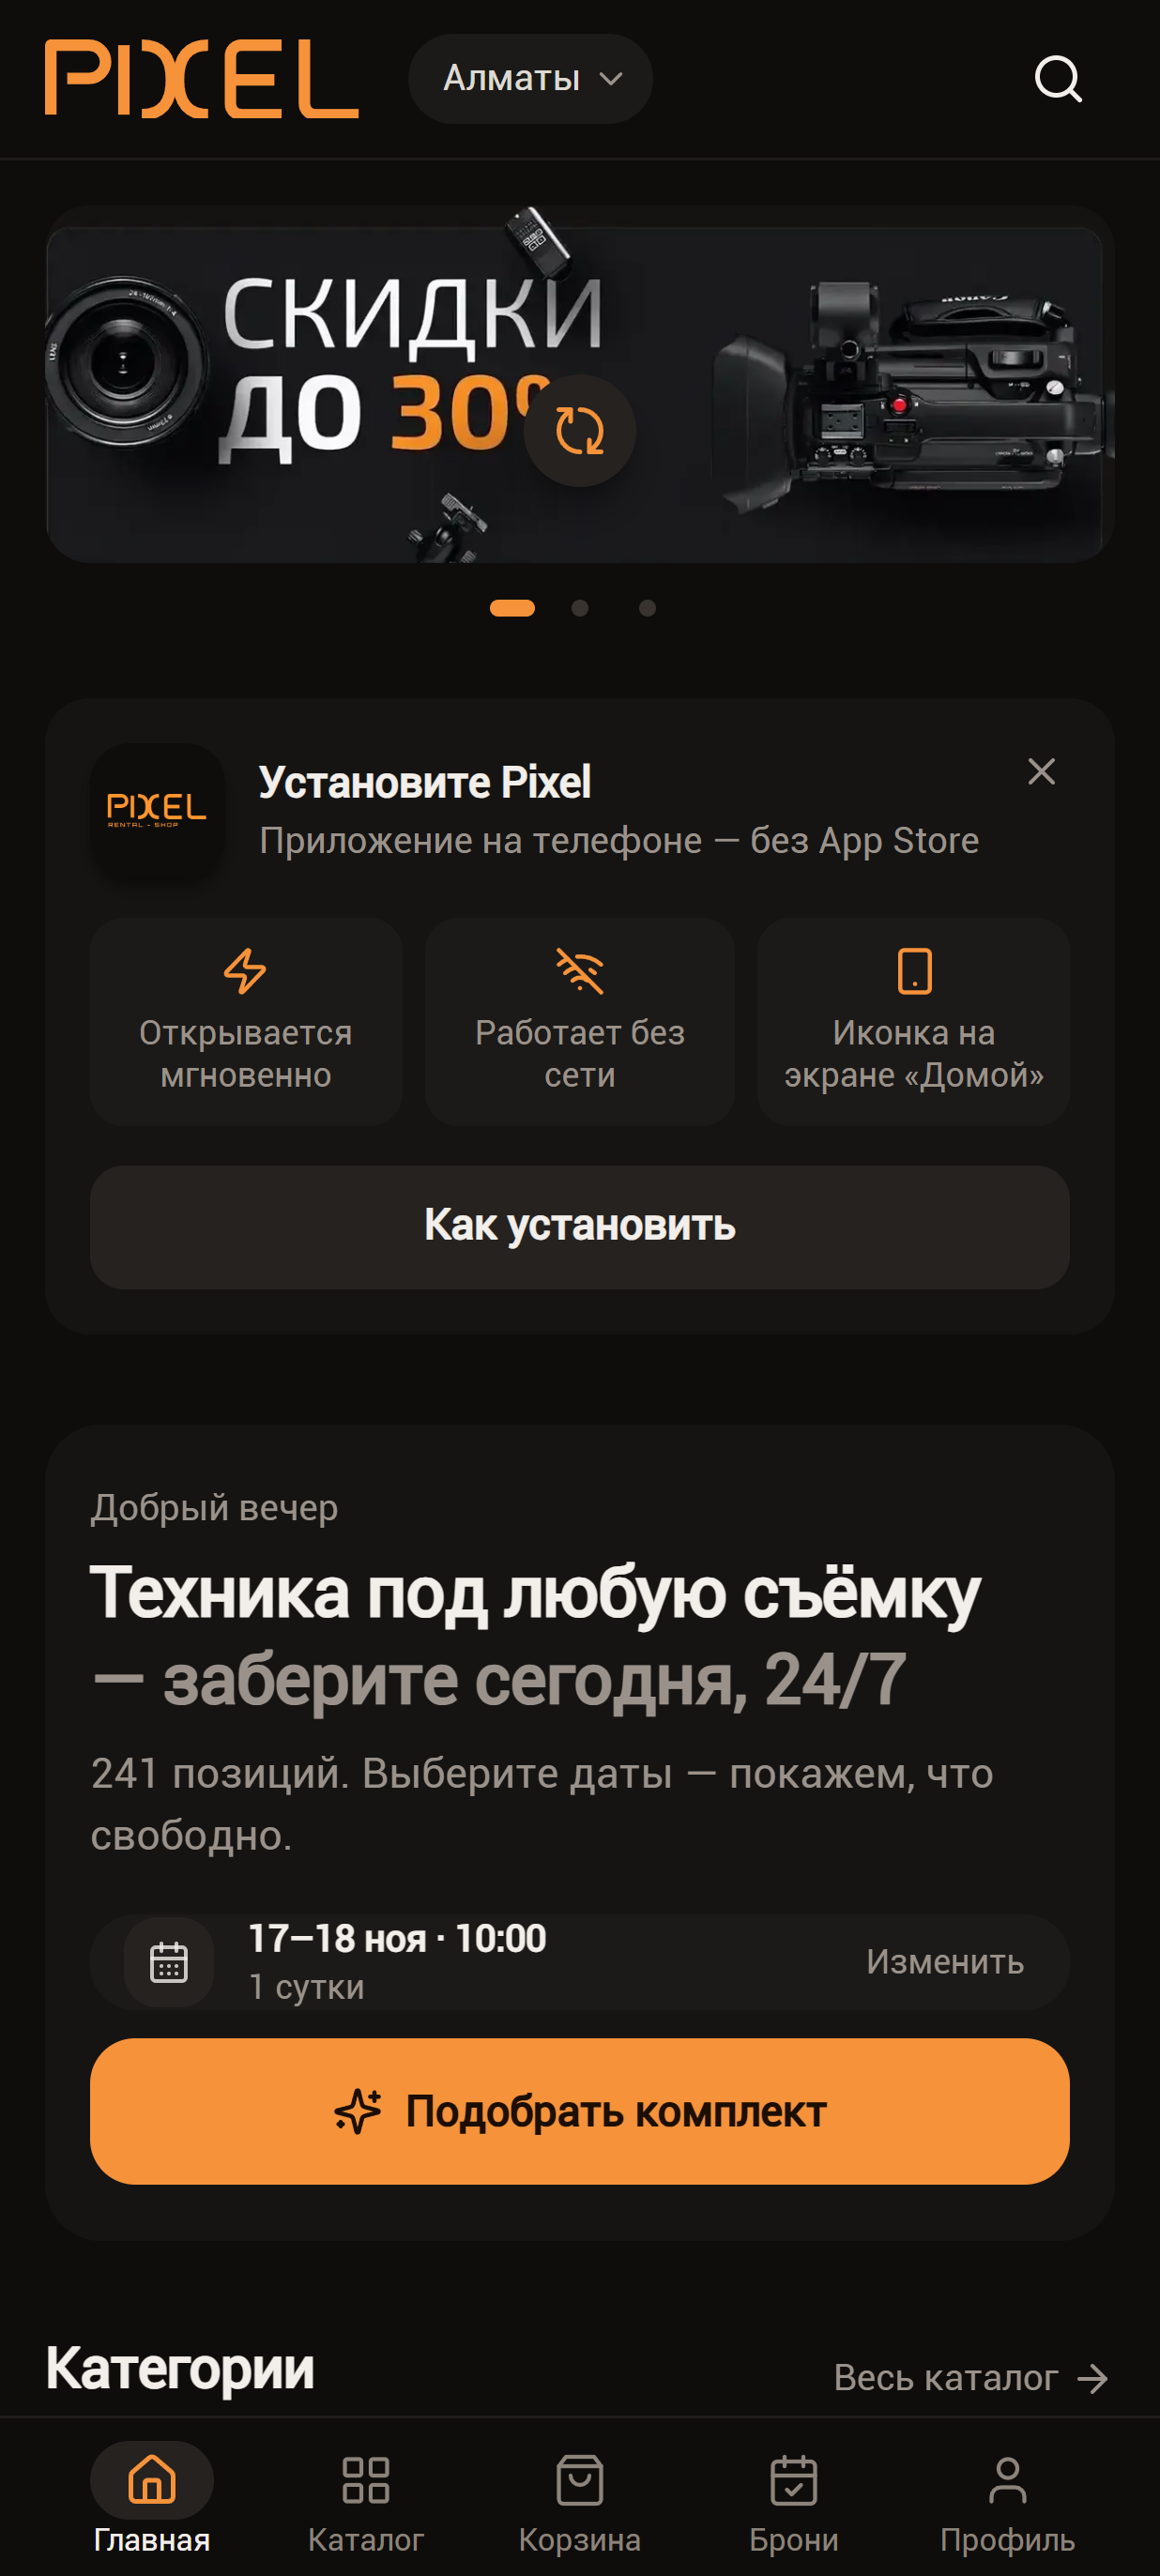 PIXEL
Алматы
СКИДКИ
ДО 30%
Canon
Установите Pixel
Приложение на телефоне — без App Store
PIXEL
RENTAL - SHOP
Открывается
мгновенно
Работает без
сети
Иконка на
экране «Домой»
Как установить
Добрый вечер
Техника под любую съёмку
— заберите сегодня, 24/7
241 позиций. Выберите даты — покажем, что
свободно.
17–18 ноя · 10:00
1 сутки
Изменить
Подобрать комплект
Категории
Весь каталог
Главная
Каталог
Корзина
Брони
Профиль